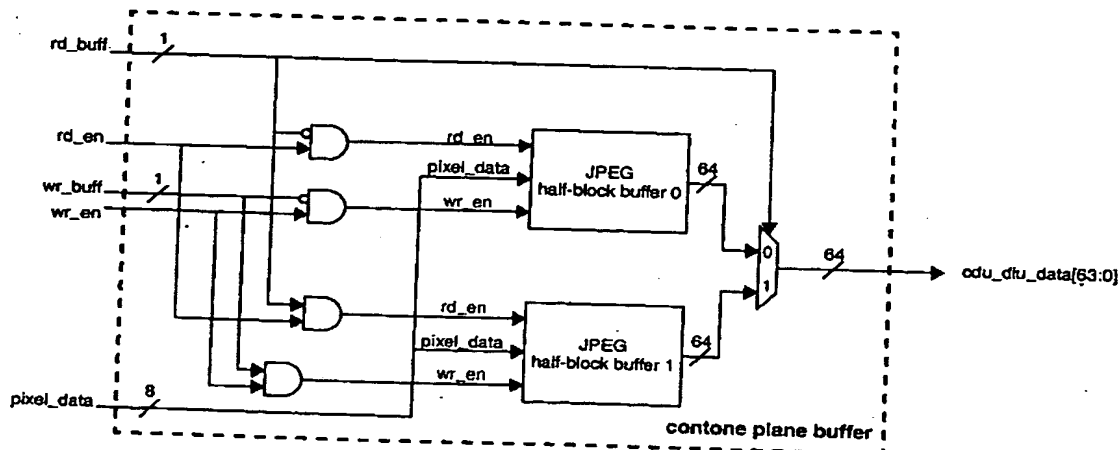 rd_buff
1
rd_en
rd_en
JPEG
half-block buffer 0
64
pixel_data
wr_buff
1
wr_en
wr_en
0
64
cdu_diu_data[63:0]
1
rd_en
JPEG
half-block buffer 1
64
pixel_data
wr_en
pixel_data
8
contone plane buffer